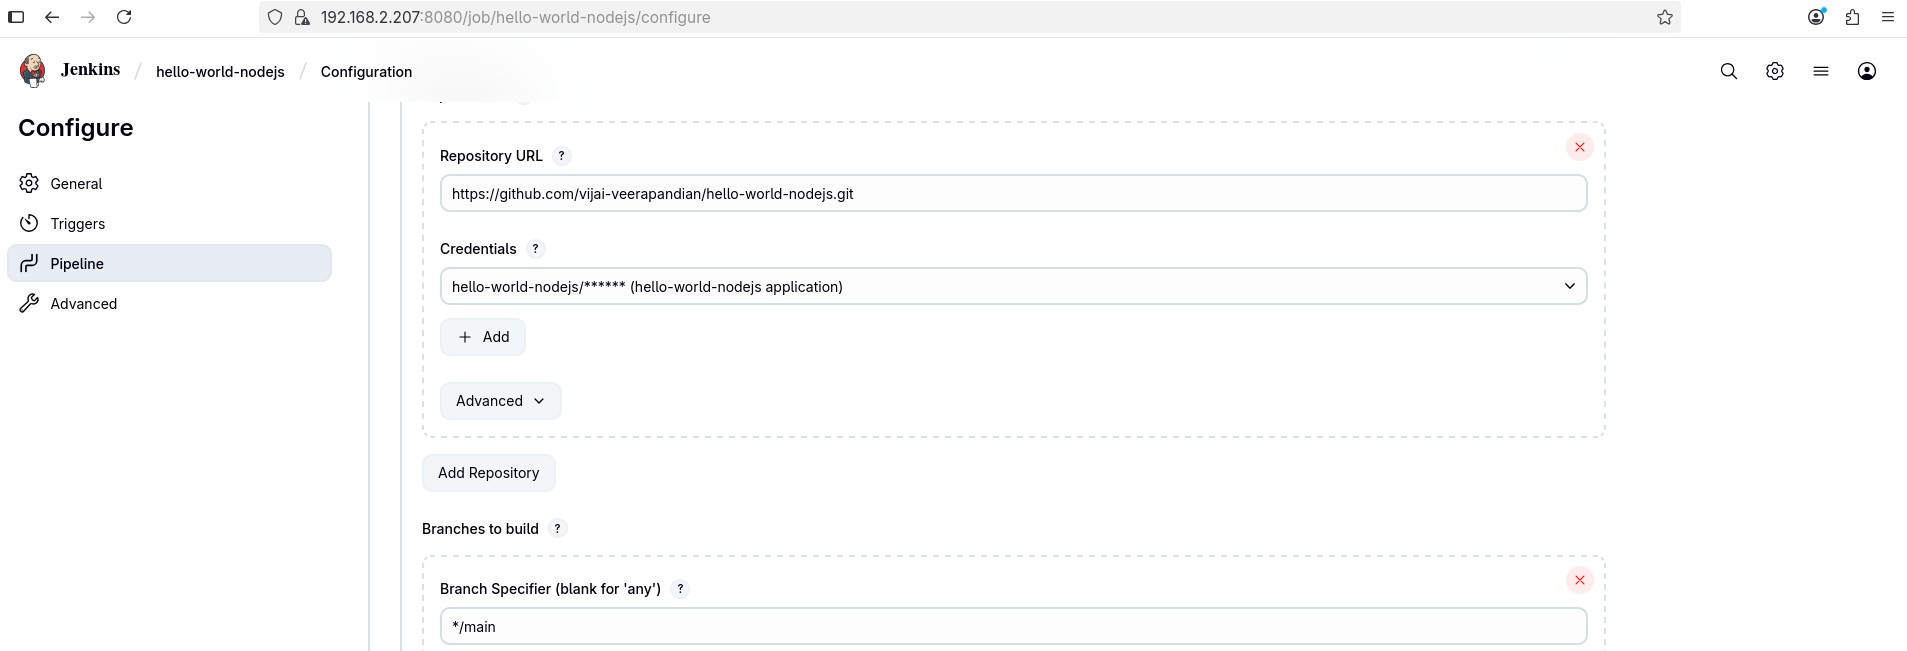 192.168.2.207:8080/job/hello-world-nodejs/configure
Jenkins / hello-world-nodejs / Configuration
Configure
General
Triggers
Pipeline
Advanced
Repository URL ?
https://github.com/vijai-veerapandian/hello-world-nodejs.git
Credentials ?
hello-world-nodejs/****** (hello-world-nodejs application)
+ Add
Advanced
Add Repository
Branches to build ?
Branch Specifier (blank for 'any') ?
*/main